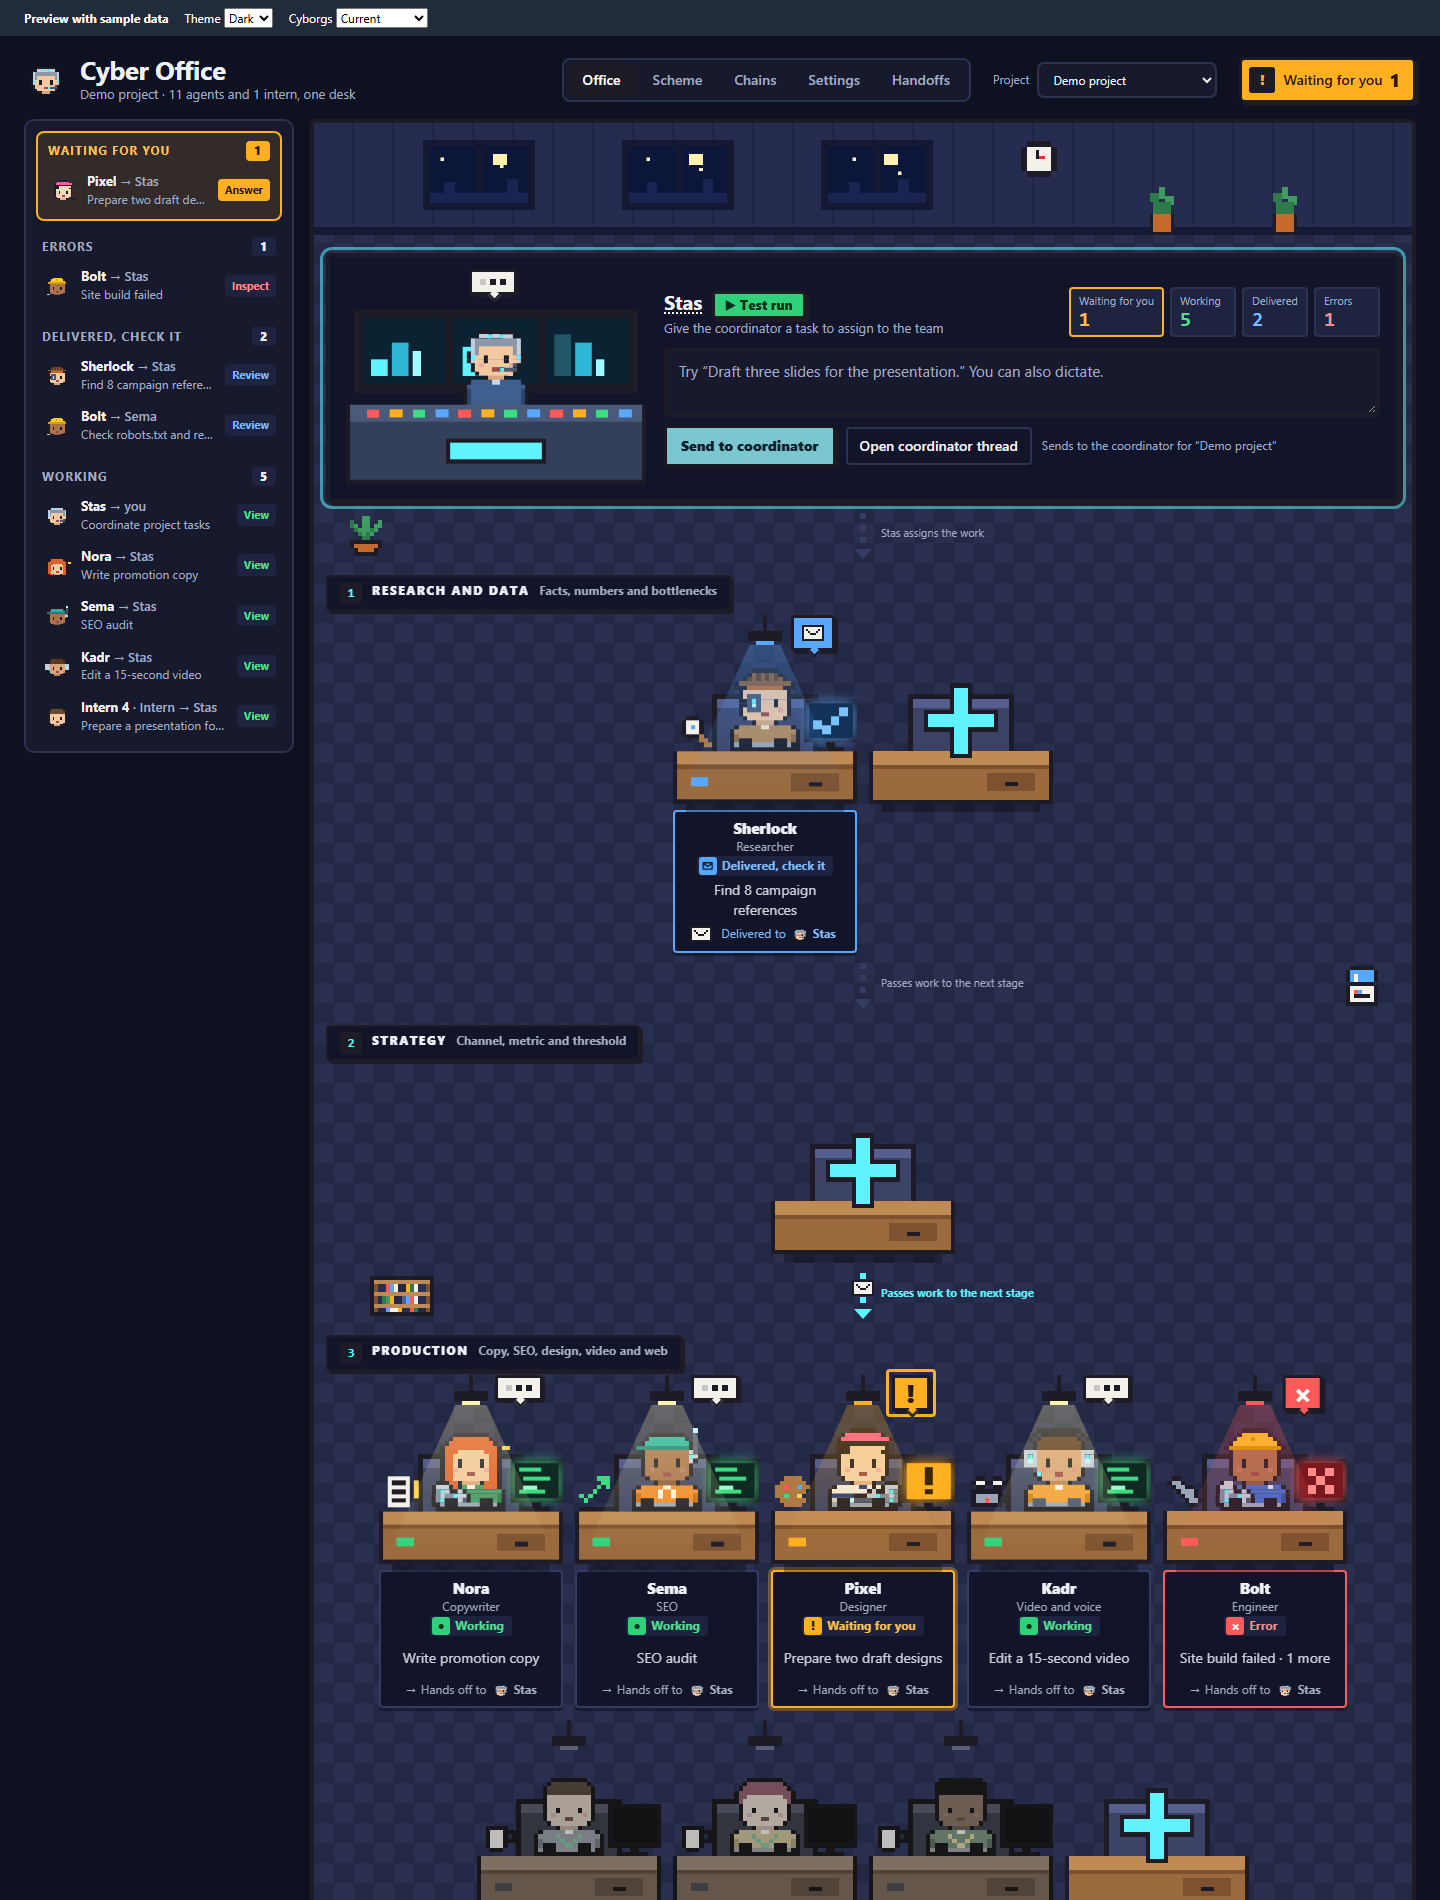 Preview with sample data
Theme Dark
Cyborgs Current
Cyber Office
Demo project · 11 agents and 1 intern, one desk
Office
Scheme
Chains
Settings
Handoffs
Project Demo project
! Waiting for you 1
WAITING FOR YOU 1
Pixel → Stas
Prepare two draft de...
Answer
ERRORS 1
Bolt → Stas
Site build failed
Inspect
DELIVERED, CHECK IT 2
Sherlock → Stas
Find 8 campaign refere...
Review
Bolt → Sema
Check robots.txt and re...
Review
WORKING 5
Stas → you
Coordinate project tasks
View
Nora → Stas
Write promotion copy
View
Sema → Stas
SEO audit
View
Kadr → Stas
Edit a 15-second video
View
Intern 4 · Intern → Stas
Prepare a presentation fo...
View
Stas
Test run
Give the coordinator a task to assign to the team
Waiting for you
1
Working
5
Delivered
2
Errors
1
Try “Draft three slides for the presentation.” You can also dictate.
Send to coordinator
Open coordinator thread
Sends to the coordinator for “Demo project”
Stas assigns the work
1 RESEARCH AND DATA Facts, numbers and bottlenecks
Sherlock
Researcher
Delivered, check it
Find 8 campaign
references
Delivered to Stas
Passes work to the next stage
2 STRATEGY Channel, metric and threshold
Passes work to the next stage
3 PRODUCTION Copy, SEO, design, video and web
!
!
Nora
Copywriter
Working
Write promotion copy
→ Hands off to Stas
Sema
SEO
Working
SEO audit
→ Hands off to Stas
Pixel
Designer
! Waiting for you
Prepare two draft designs
→ Hands off to Stas
Kadr
Video and voice
Working
Edit a 15-second video
→ Hands off to Stas
Bolt
Engineer
Error
Site build failed · 1 more
→ Hands off to Stas